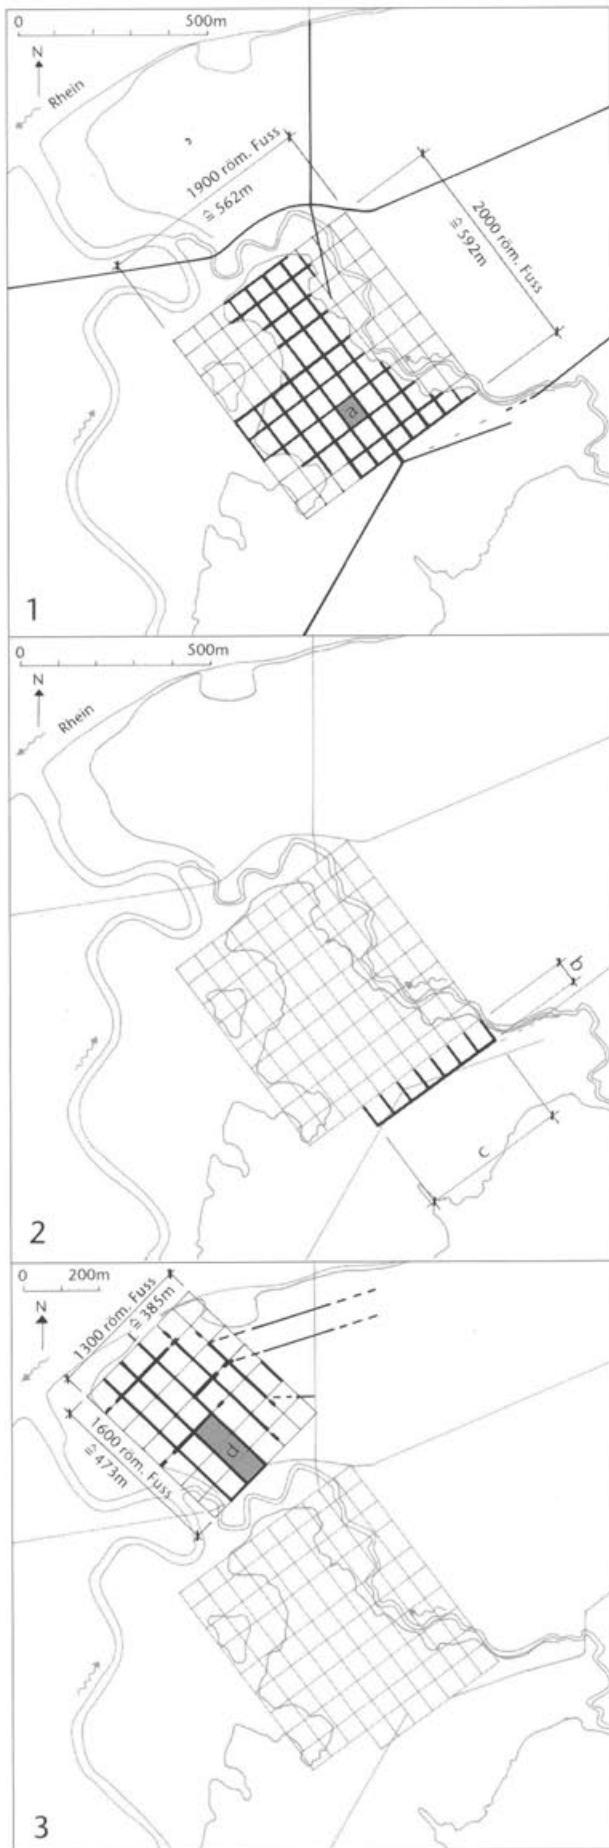 0 500m
N
Rhein
1900 röm. Fuss
≙ 562m
2000 röm. Fuss
≙ 592m
a
1
0 500m
N
Rhein
b
c
2
0 200m
N
1300 röm. Fuss
≙ 385m
1600 röm. Fuss
≙ 473m
d
3